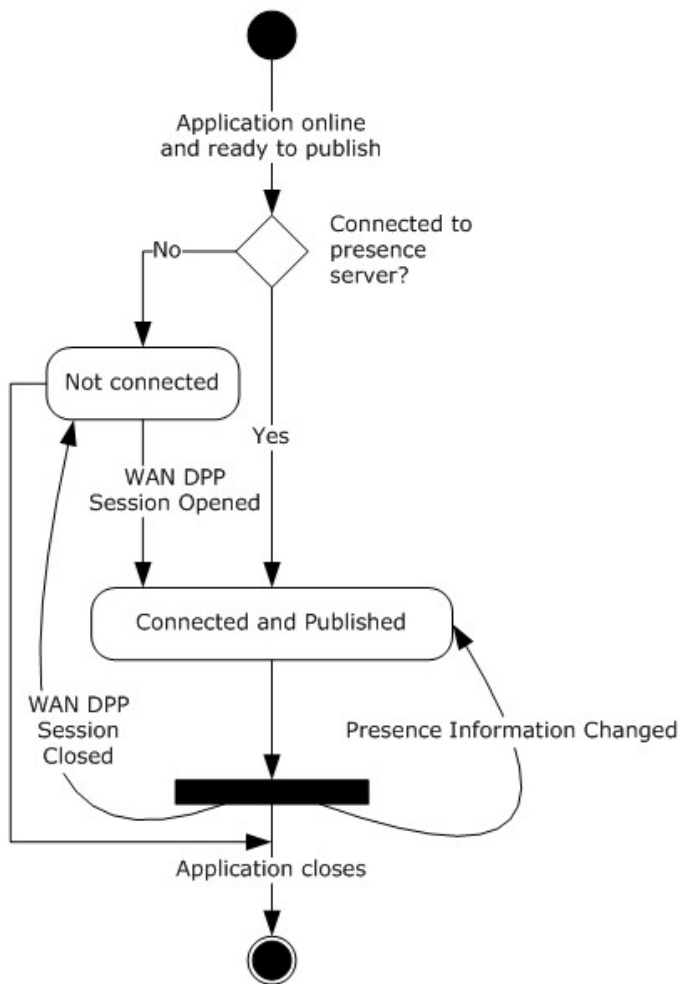 Application online
and ready to publish
Connected to
presence
server?
No
Not connected
Yes
WAN DPP
Session Opened
Connected and Published
WAN DPP
Session
Closed
Presence Information Changed
Application closes